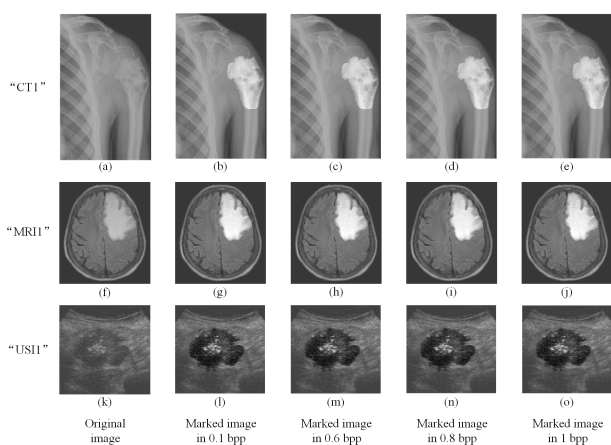 “CT1”
(a)
(b)
(c)
(d)
(e)
“MRI1”
(f)
(g)
(h)
(i)
(j)
“USI1”
(k)
(l)
(m)
(n)
(o)
Original
image
Marked image
in 0.1 bpp
Marked image
in 0.6 bpp
Marked image
in 0.8 bpp
Marked image
in 1 bpp